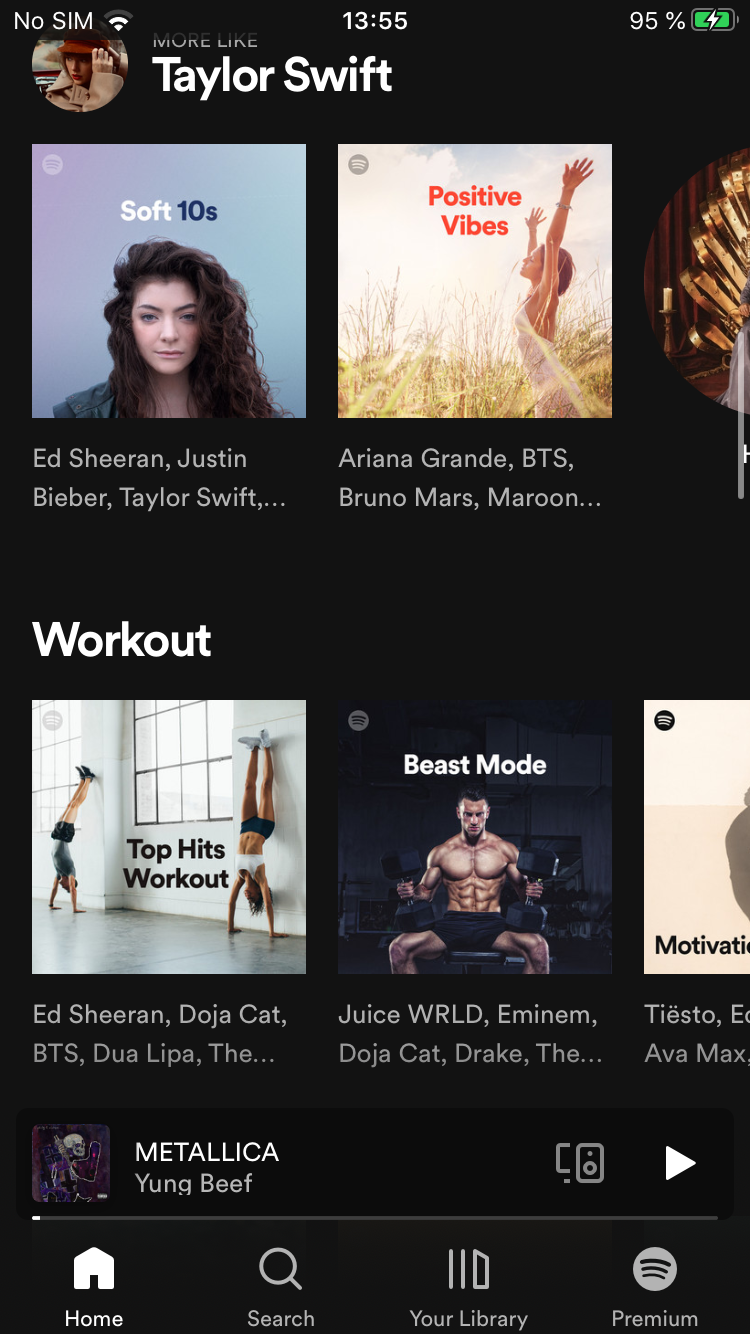 No SIM 13:55 95 %
MORE LIKE
Taylor Swift
Soft 10s
Positive
Vibes
Ed Sheeran, Justin
Bieber, Taylor Swift,...
Ariana Grande, BTS,
Bruno Mars, Maroon...
H
Workout
Top Hits
Workout
Beast Mode
Motivatio
Ed Sheeran, Doja Cat,
BTS, Dua Lipa, The...
Juice WRLD, Eminem,
Doja Cat, Drake, The...
Tiësto, Ed
Ava Max,
METALLICA
Yung Beef
Home
Search
Your Library
Premium